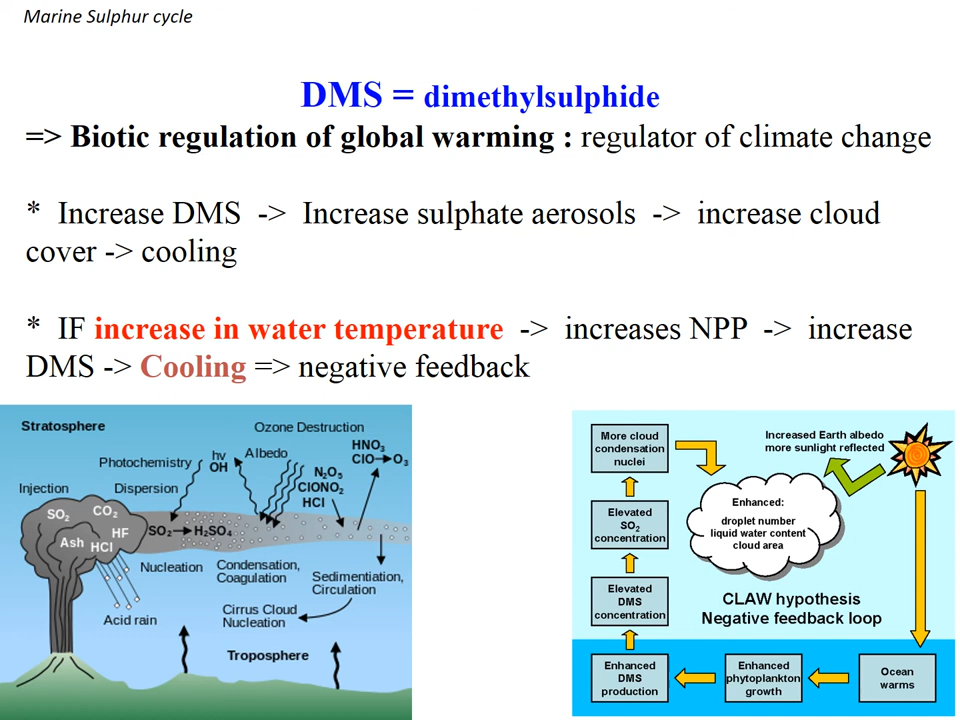 Marine Sulphur cycle
DMS = dimethylsulphide
=> Biotic regulation of global warming : regulator of climate change
* Increase DMS -> Increase sulphate aerosols -> increase cloud
cover -> cooling
* IF increase in water temperature -> increases NPP -> increase
DMS -> Cooling => negative feedback
Stratosphere
Ozone Destruction
HNO3
ClO→O3
Photochemistry
hv
OH
Albedo
N2O5
ClONO2
HCl
Injection
Dispersion
SO2
CO2
HF
Ash
HCl
SO2→H2SO4
Nucleation
Condensation,
Coagulation
Sedimentation,
Circulation
Acid rain
Cirrus Cloud
Nucleation
Troposphere
More cloud
condensation
nuclei
Increased Earth albedo
more sunlight reflected
Enhanced:
droplet number
liquid water content
cloud area
Elevated
SO2
concentration
Elevated
DMS
concentration
CLAW hypothesis
Negative feedback loop
Enhanced
DMS
production
Enhanced
phytoplankton
growth
Ocean
warms